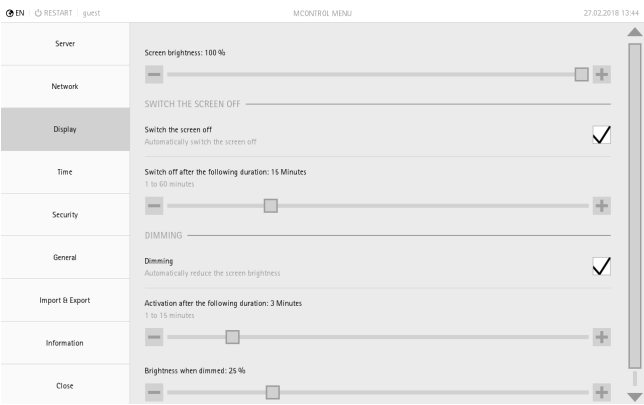 EN RESTART guest MCONTROL MENU 27.02.2018 13:44
Server
Network
Display
Time
Security
General
Import & Export
Information
Close
Screen brightness: 100 %
SWITCH THE SCREEN OFF
Switch the screen off
Automatically switch the screen off
Switch off after the following duration: 15 Minutes
1 to 60 minutes
DIMMING
Dimming
Automatically reduce the screen brightness
Activation after the following duration: 3 Minutes
1 to 15 minutes
Brightness when dimmed: 25 %